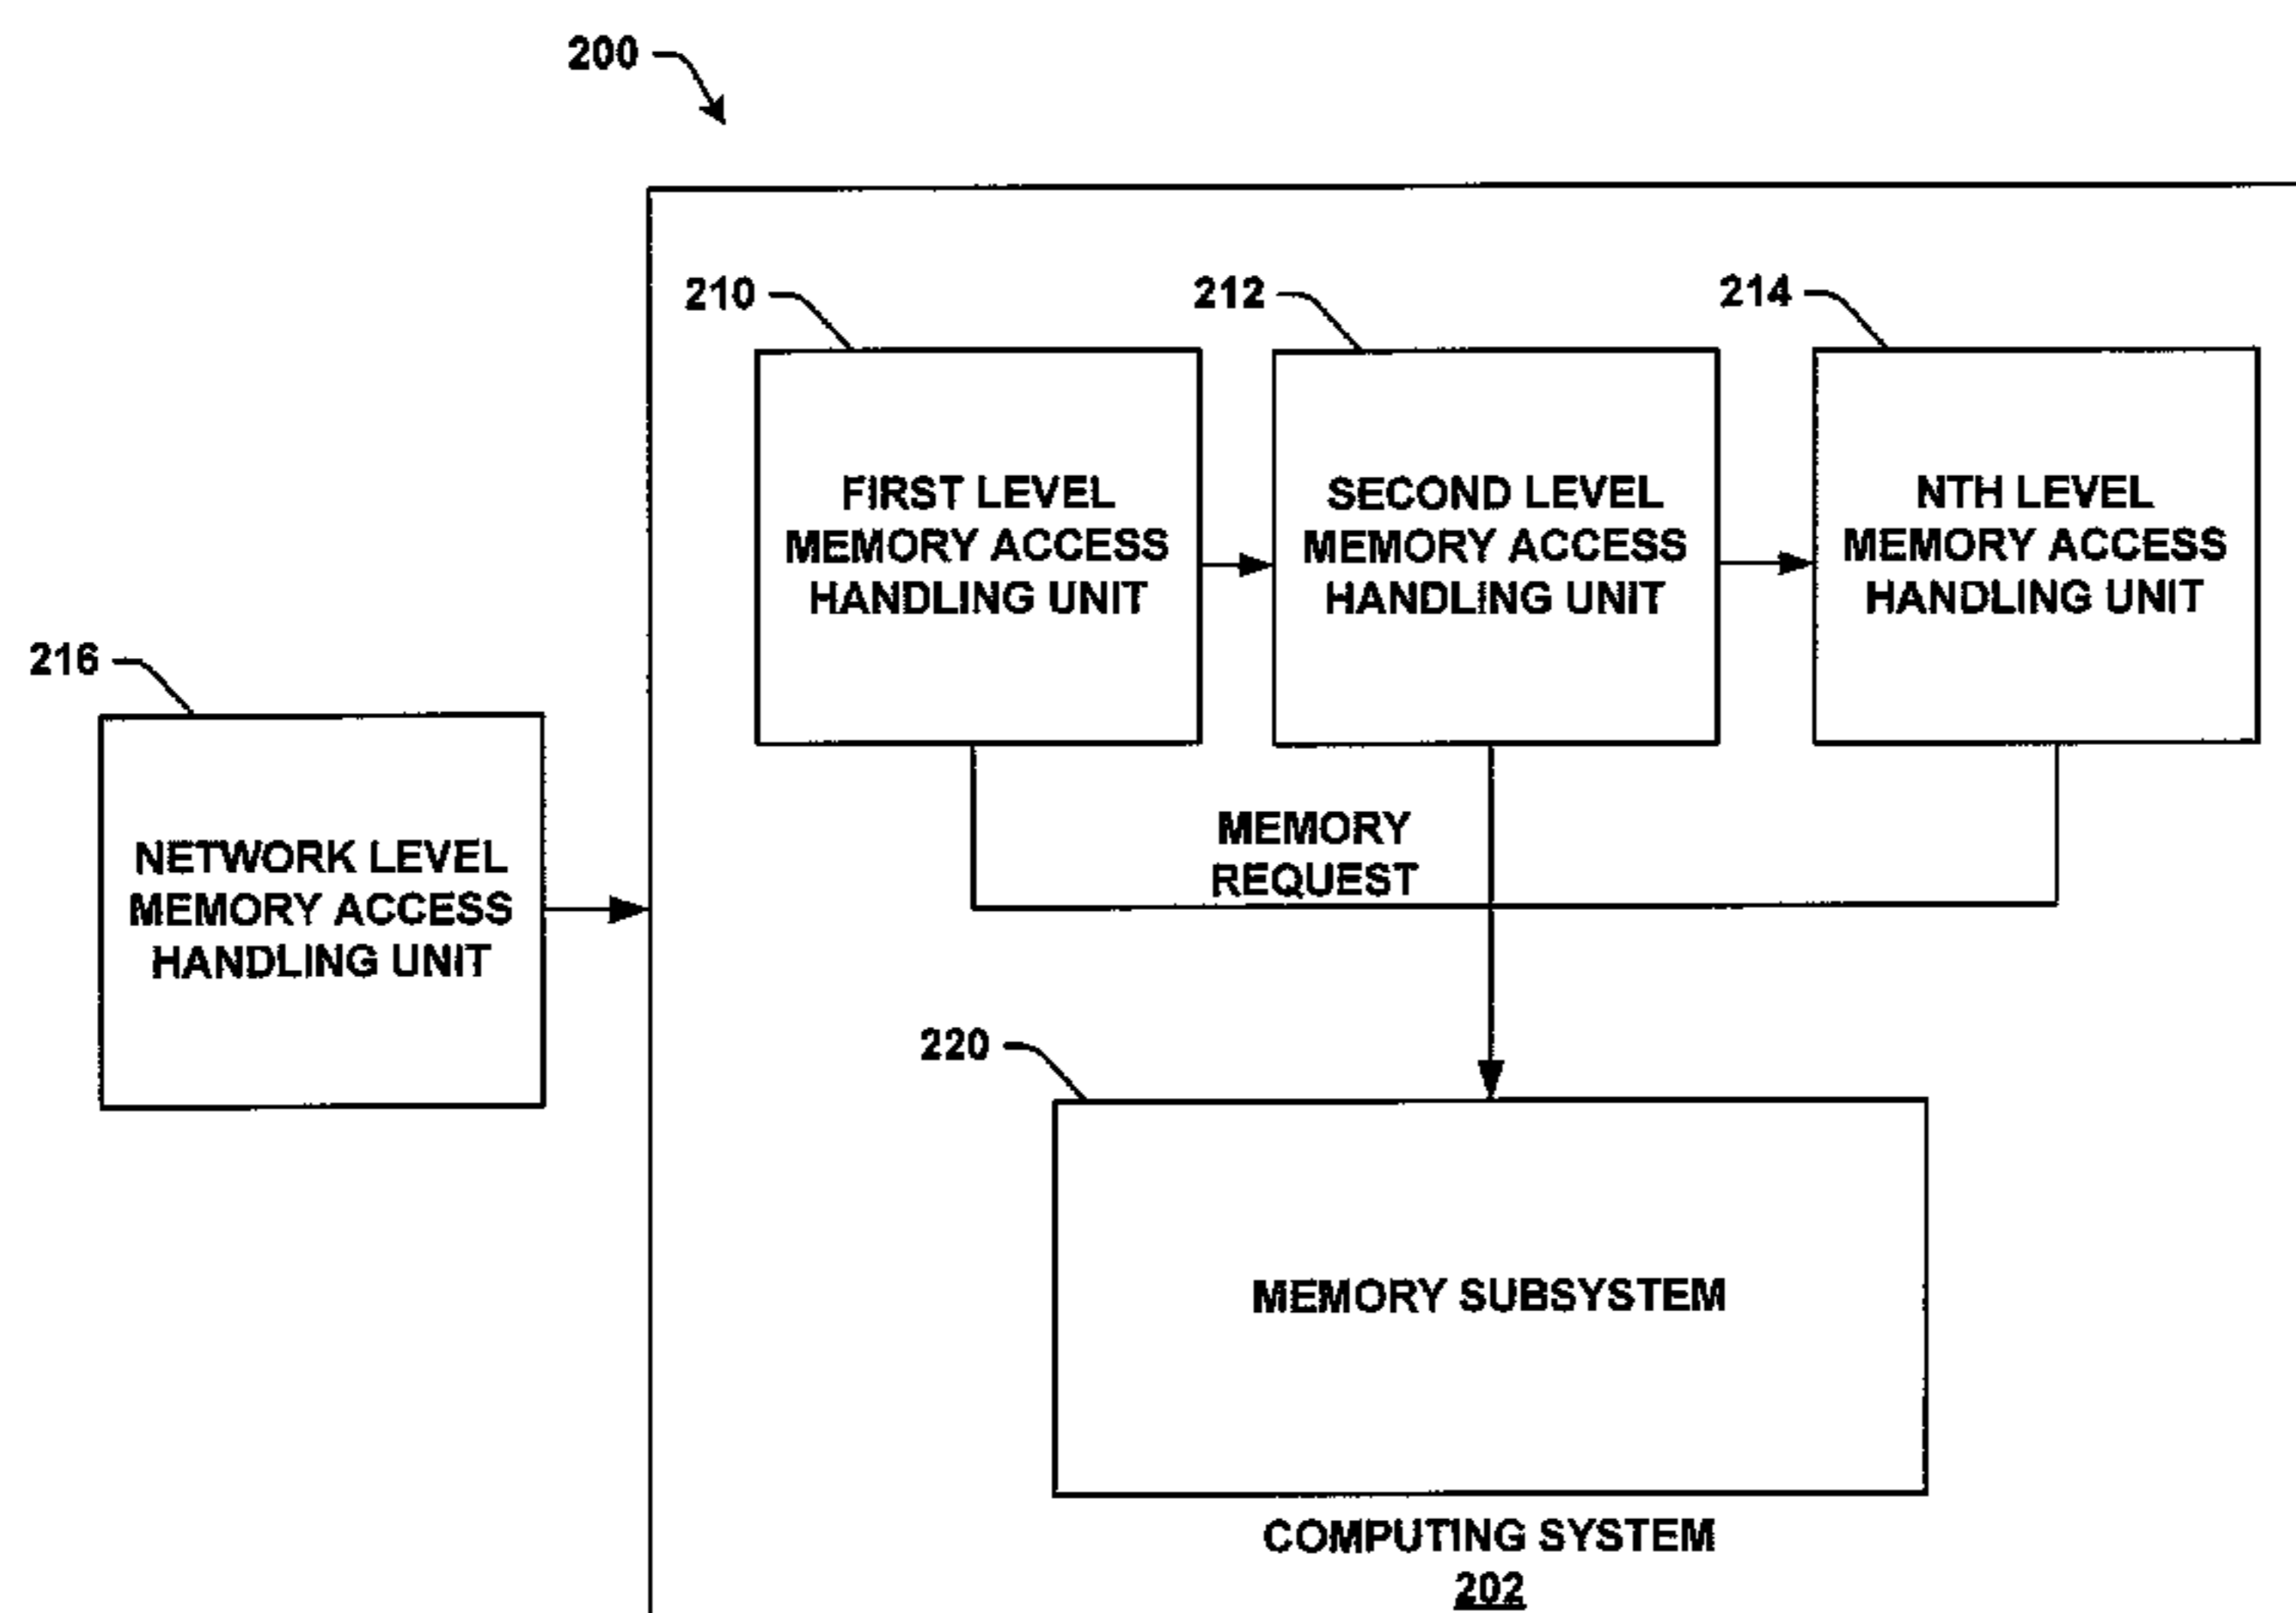 200
210
212
214
FIRST LEVEL
MEMORY ACCESS
HANDLING UNIT
SECOND LEVEL
MEMORY ACCESS
HANDLING UNIT
NTH LEVEL
MEMORY ACCESS
HANDLING UNIT
216
NETWORK LEVEL
MEMORY ACCESS
HANDLING UNIT
MEMORY
REQUEST
220
MEMORY SUBSYSTEM
COMPUTING SYSTEM
202